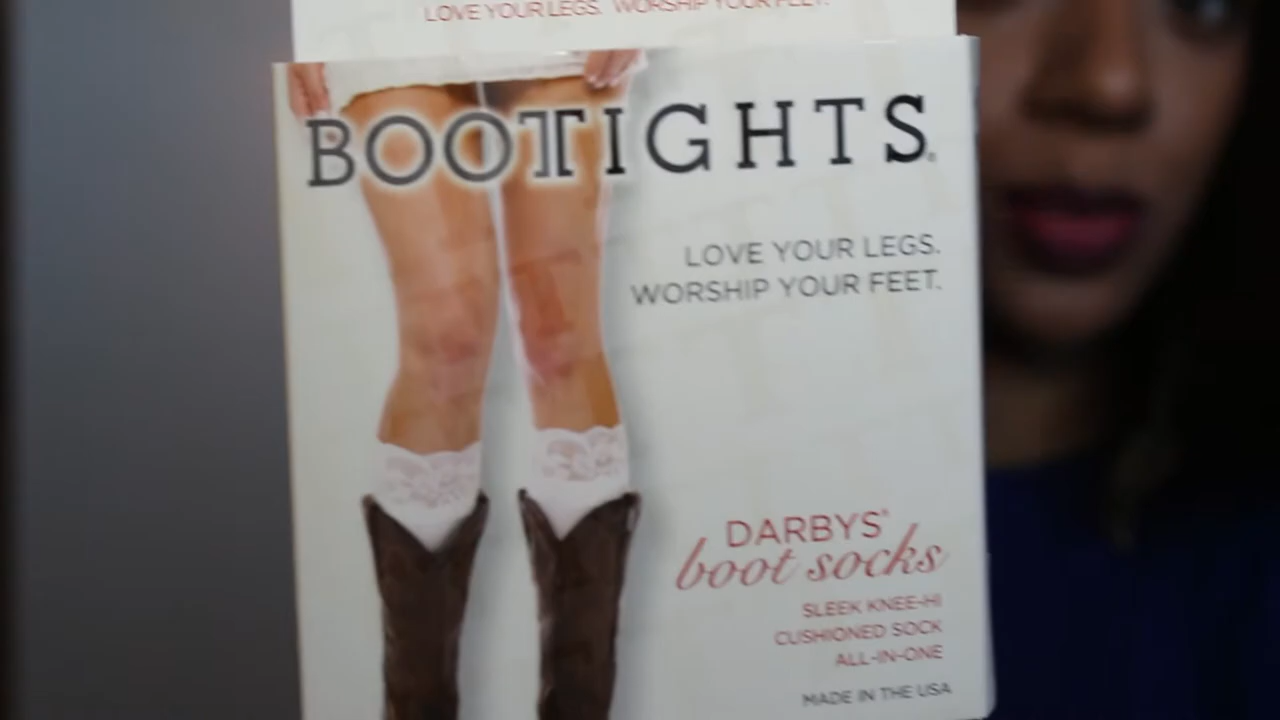 LOVE YOUR LEGS. WORSHIP YOUR FEET.
BOOTIGHTS®
LOVE YOUR LEGS.
WORSHIP YOUR FEET.
DARBYS®
boot socks
SLEEK KNEE-HI
CUSHIONED SOCK
ALL-IN-ONE
MADE IN THE USA